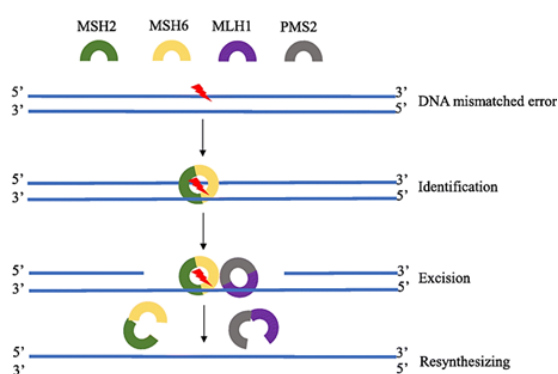 MSH2 MSH6 MLH1 PMS2
5’ 3’
3’ 5’
DNA mismatched error
5’ 3’
3’ 5’
Identification
5’ 3’
3’ 5’
Excision
5’ 3’
Resynthesizing
3’ 5’